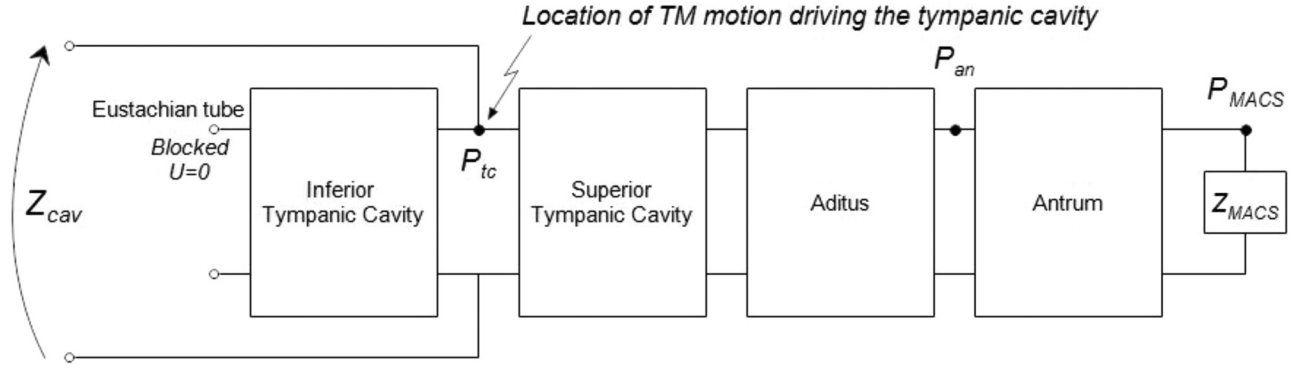 Location of TM motion driving the tympanic cavity
P_an
P_MACS
Eustachian tube
Blocked
U=0
P_tc
Z_cav
Inferior
Tympanic Cavity
Superior
Tympanic Cavity
Aditus
Antrum
Z_MACS